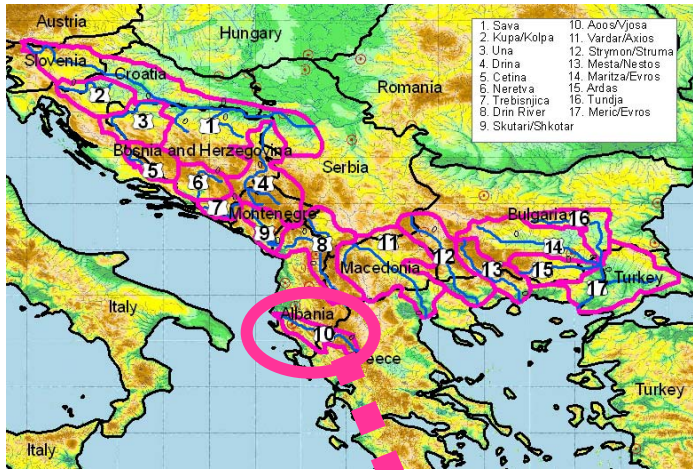 Austria
Hungary
Slovenia
Croatia
Romania
1. Sava
2. Kupa/Kolpa
3. Una
4. Drina
5. Cetina
6. Neretva
7. Trebisnjica
8. Drin River
9. Skutari/Shkotar
10. Aoos/Vjosa
11. Vardar/Axios
12. Strymon/Struma
13. Mesta/Nestos
14. Maritza/Evros
15. Ardas
16. Tundja
17. Meric/Evros
2
3
1
Bosnia and Herzegovina
Serbia
5
6
4
7
Montenegro
9
8
Bulgaria
16
11
12
14
Macedonia
13
15
Turkey
17
Italy
Albania
10
eece
Turkey
Italy